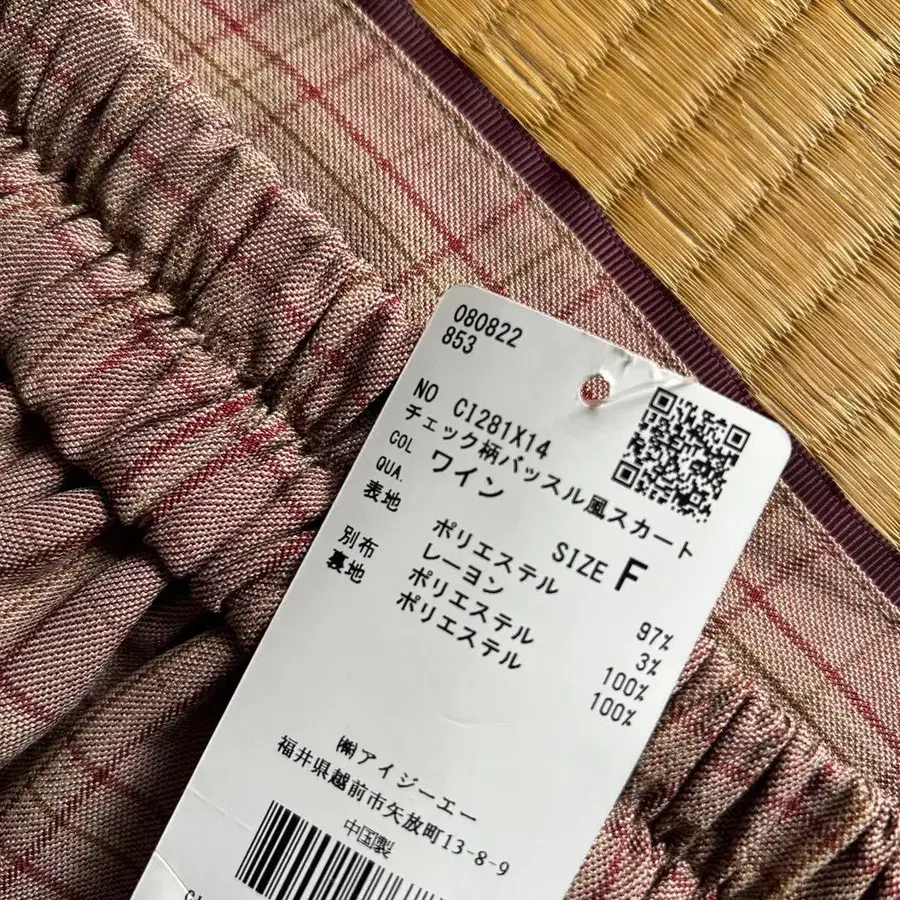 080822
853
NO C1281X14
チェック柄バッスル風スカート
COL ワイン
SIZE F
QUA.
表地 ポリエステル 97%
レーヨン 3%
別布 ポリエステル 100%
裏地 ポリエステル 100%
㈱アイジーエー
福井県越前市矢放町13-8-9
中国製